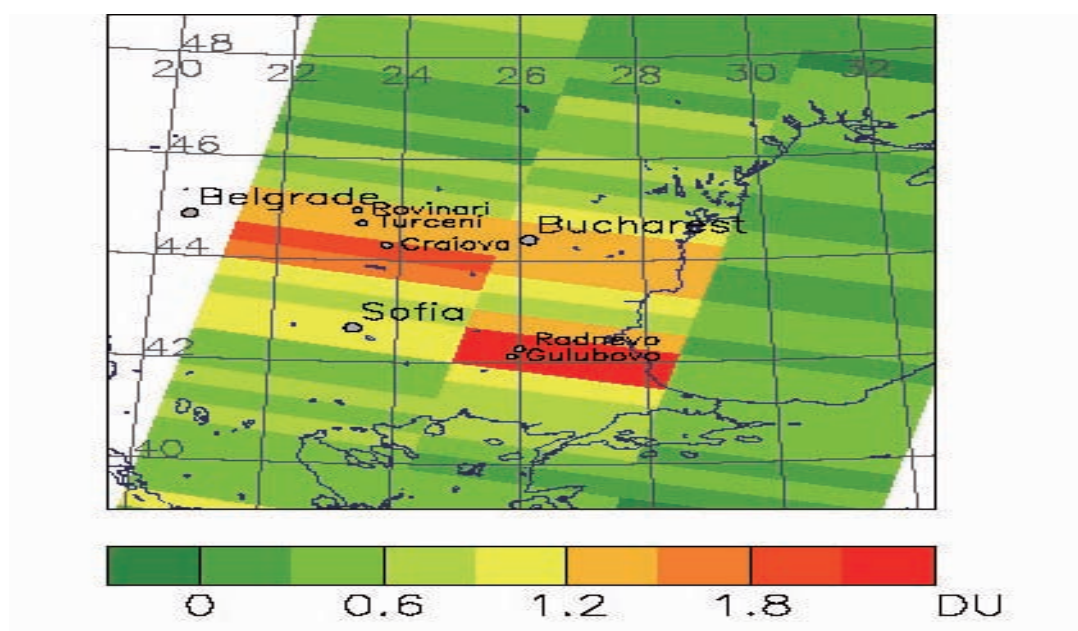 48
20 22 24 26 28 30 32
46
Belgrade
Rovinari
Turceni
Bucharest
44
Craiova
Sofia
42
Radnevo
Gulubovo
40
0 0.6 1.2 1.8 DU